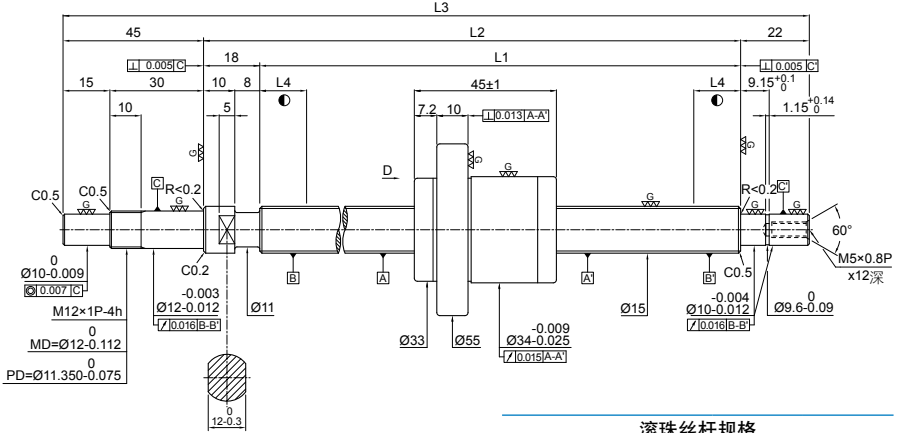 L3
45
L2
22
⊥ 0.005 C
18
L1
⊥ 0.005 C'
15
30
10
8
L4
45±1
L4
9.15 +0.1 0
10
5
7.2
10
⊥ 0.013 A-A'
1.15 +0.14 0
G
G
G
D
C0.5
C0.5
C
R<0.2
G
G
G
G
R<0.2
C'
G
G
60°
C0.2
C0.5
M5×0.8P
x12深
0
Ø10-0.009
◎ 0.007 C
B
A
A'
B'
M12×1P-4h
-0.003
Ø12-0.012
Ø11
Ø15
-0.004
Ø10-0.012
0
Ø9.6-0.09
0
MD=Ø12-0.112
↗ 0.016 B-B'
Ø33
Ø55
-0.009
Ø34-0.025
↗ 0.016 B-B'
0
PD=Ø11.350-0.075
↗ 0.015 A-A'
0
12-0.3
滚珠丝杆规格